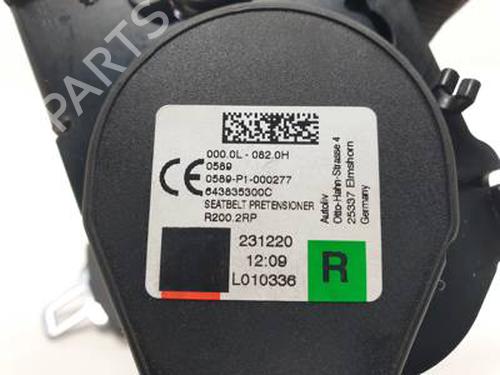 PARTS
000.0L - 082.0H
0589
CE
0589-P1-000277
643835300C
SEATBELT PRETENSIONER
R200.2RP
Autoliv
Otto-Hahn-Strasse 4
25337 Elmshorn
Germany
231220
12:09
L010336
R